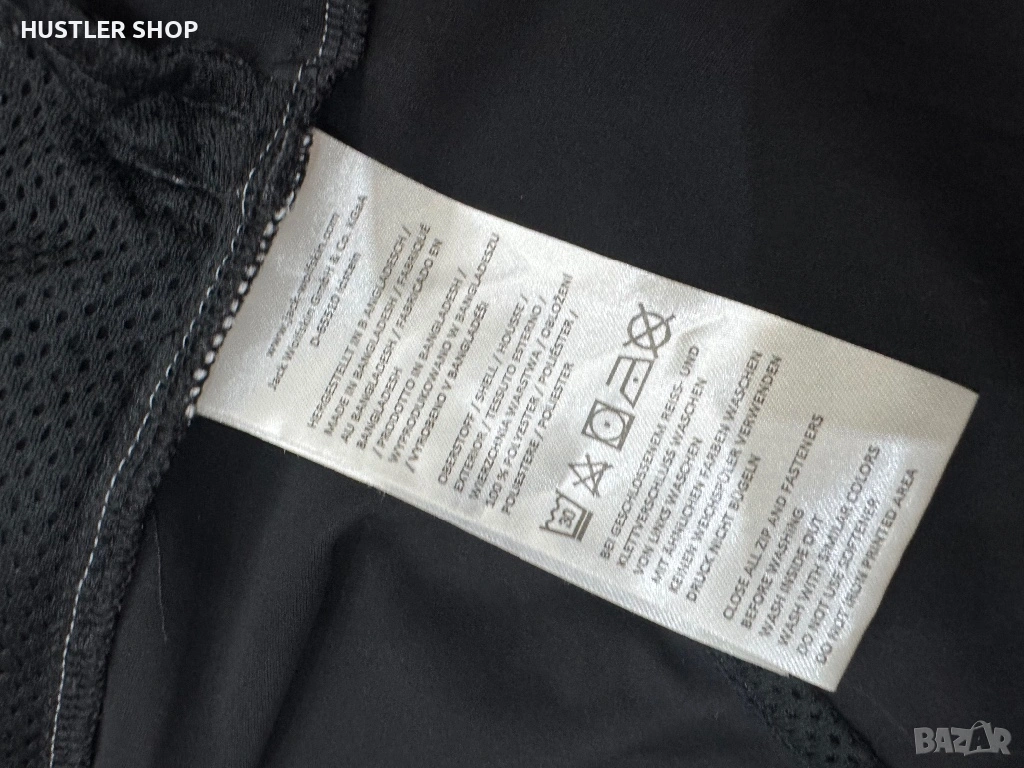 HUSTLER SHOP
www.jack-wolfskin.com
Jack Wolfskin GmbH & Co. KGaA
D-65510 Idstein
HERGESTELLT IN BANGLADESCH /
MADE IN BANGLADESH / FABRIQUÉ
AU BANGLADESH / FABRICADO EN
BANGLADESH
/ PRODOTTO IN BANGLADESH /
WYPRODUKOWANO W BANGLADESZU
/ VYROBENO V BANGLADÉŠI
OBERSTOFF / SHELL / HOUSSE /
EXTERIOR / TESSUTO ESTERNO /
WIERZCHNIA WARSTWA / OBLOŽENÍ
100 % POLYESTER / POLIÉSTER /
POLIESTERE / POLIESTER
30
BEI GESCHLOSSENEM REISS- UND
KLETTVERSCHLUSS WASCHEN
VON LINKS WASCHEN
MIT ÄHNLICHEN FARBEN WASCHEN
KEINEN WEICHSPÜLER VERWENDEN
DRUCK NICHT BÜGELN
CLOSE ALL ZIP AND FASTENERS
BEFORE WASHING
WASH INSIDE OUT
WASH WITH SIMILAR COLORS
DO NOT USE SOFTENER
DO NOT IRON PRINTED AREA
BAZAR